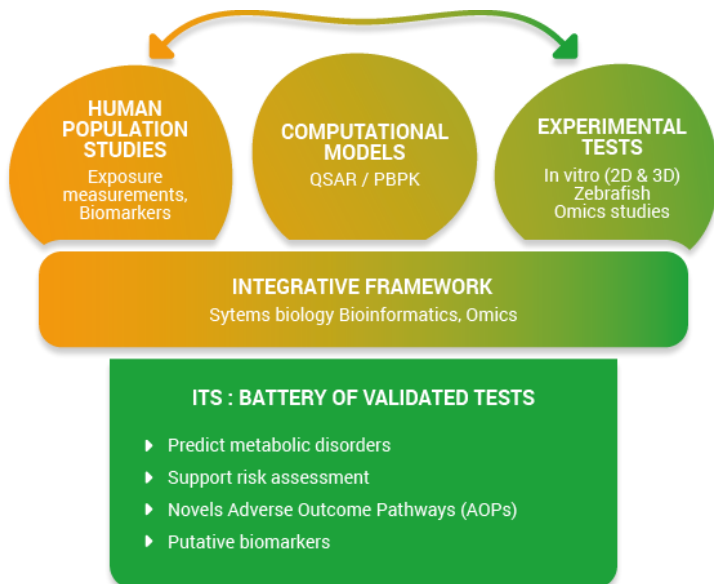 HUMAN
POPULATION
STUDIES
Exposure
measurements,
Biomarkers
COMPUTATIONAL
MODELS
QSAR / PBPK
EXPERIMENTAL
TESTS
In vitro (2D & 3D)
Zebrafish
Omics studies
INTEGRATIVE FRAMEWORK
Sytems biology Bioinformatics, Omics
ITS : BATTERY OF VALIDATED TESTS
Predict metabolic disorders
Support risk assessment
Novels Adverse Outcome Pathways (AOPs)
Putative biomarkers